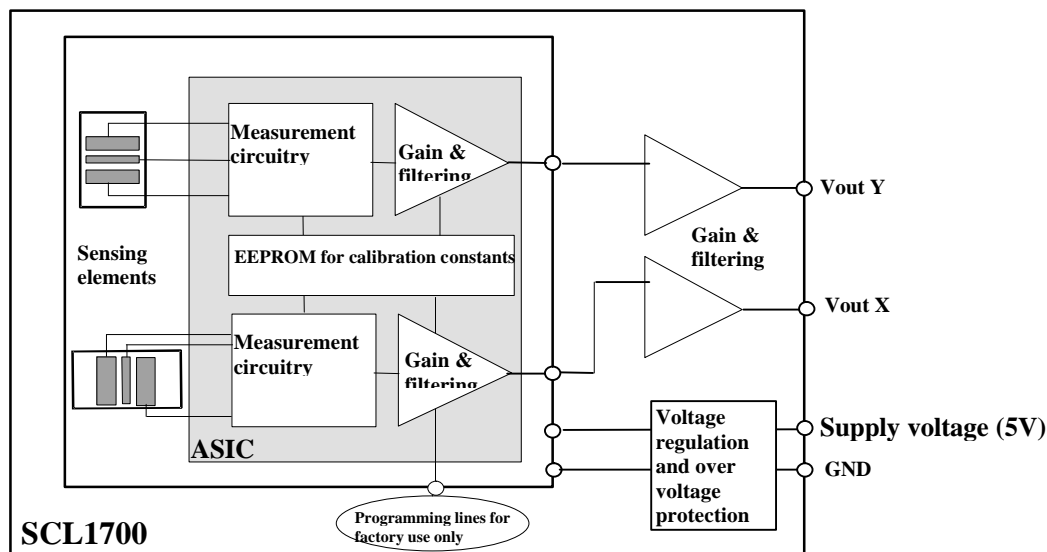 Measurement
circuitry
Gain &
filtering
Sensing
elements
EEPROM for calibration constants
Measurement
circuitry
Gain &
filtering
ASIC
Vout Y
Gain &
filtering
Vout X
Voltage
regulation
and over
voltage
protection
Supply voltage (5V)
GND
Programming lines for
factory use only
SCL1700